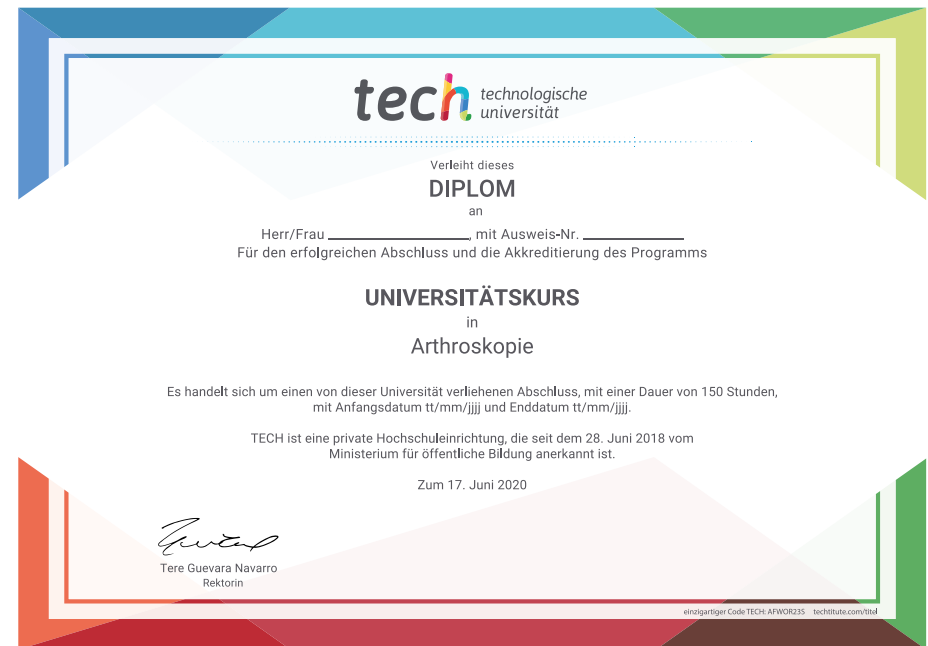 tech technologische
universität
Verleiht dieses
DIPLOM
an
Herr/Frau ____________, mit Ausweis-Nr. ____________
Für den erfolgreichen Abschluss und die Akkreditierung des Programms
UNIVERSITÄTSKURS
in
Arthroskopie
Es handelt sich um einen von dieser Universität verliehenen Abschluss, mit einer Dauer von 150 Stunden,
mit Anfangsdatum tt/mm/jjjj und Enddatum tt/mm/jjjj.
TECH ist eine private Hochschuleinrichtung, die seit dem 28. Juni 2018 vom
Ministerium für öffentliche Bildung anerkannt ist.
Zum 17. Juni 2020
Tere Guevara Navarro
Rektorin
einzigartiger Code TECH: AFWOR23S techtitute.com/titel